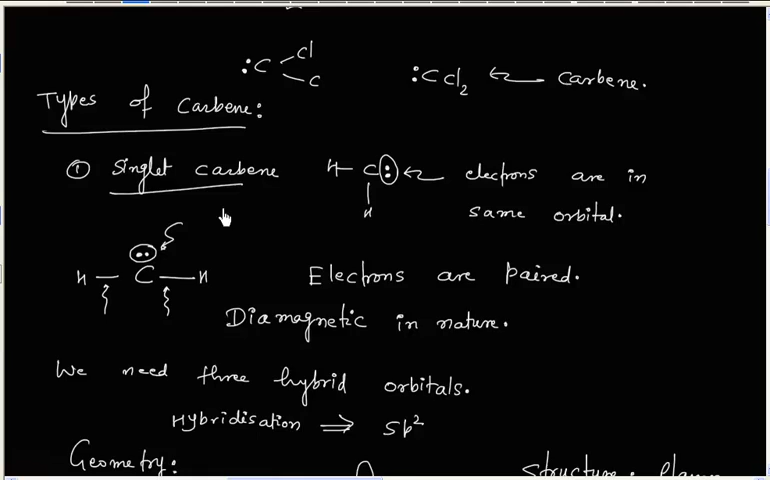 :C Cl
C
:CCl2 ← Carbene.
Types of Carbene:
① Singlet carbene H–C: ← electrons are in
H same orbital.
H – C – H Electrons are paired.
Diamagnetic in nature.
We need three hybrid orbitals.
Hybridisation ⇒ Sp²
Geometry: Structure: